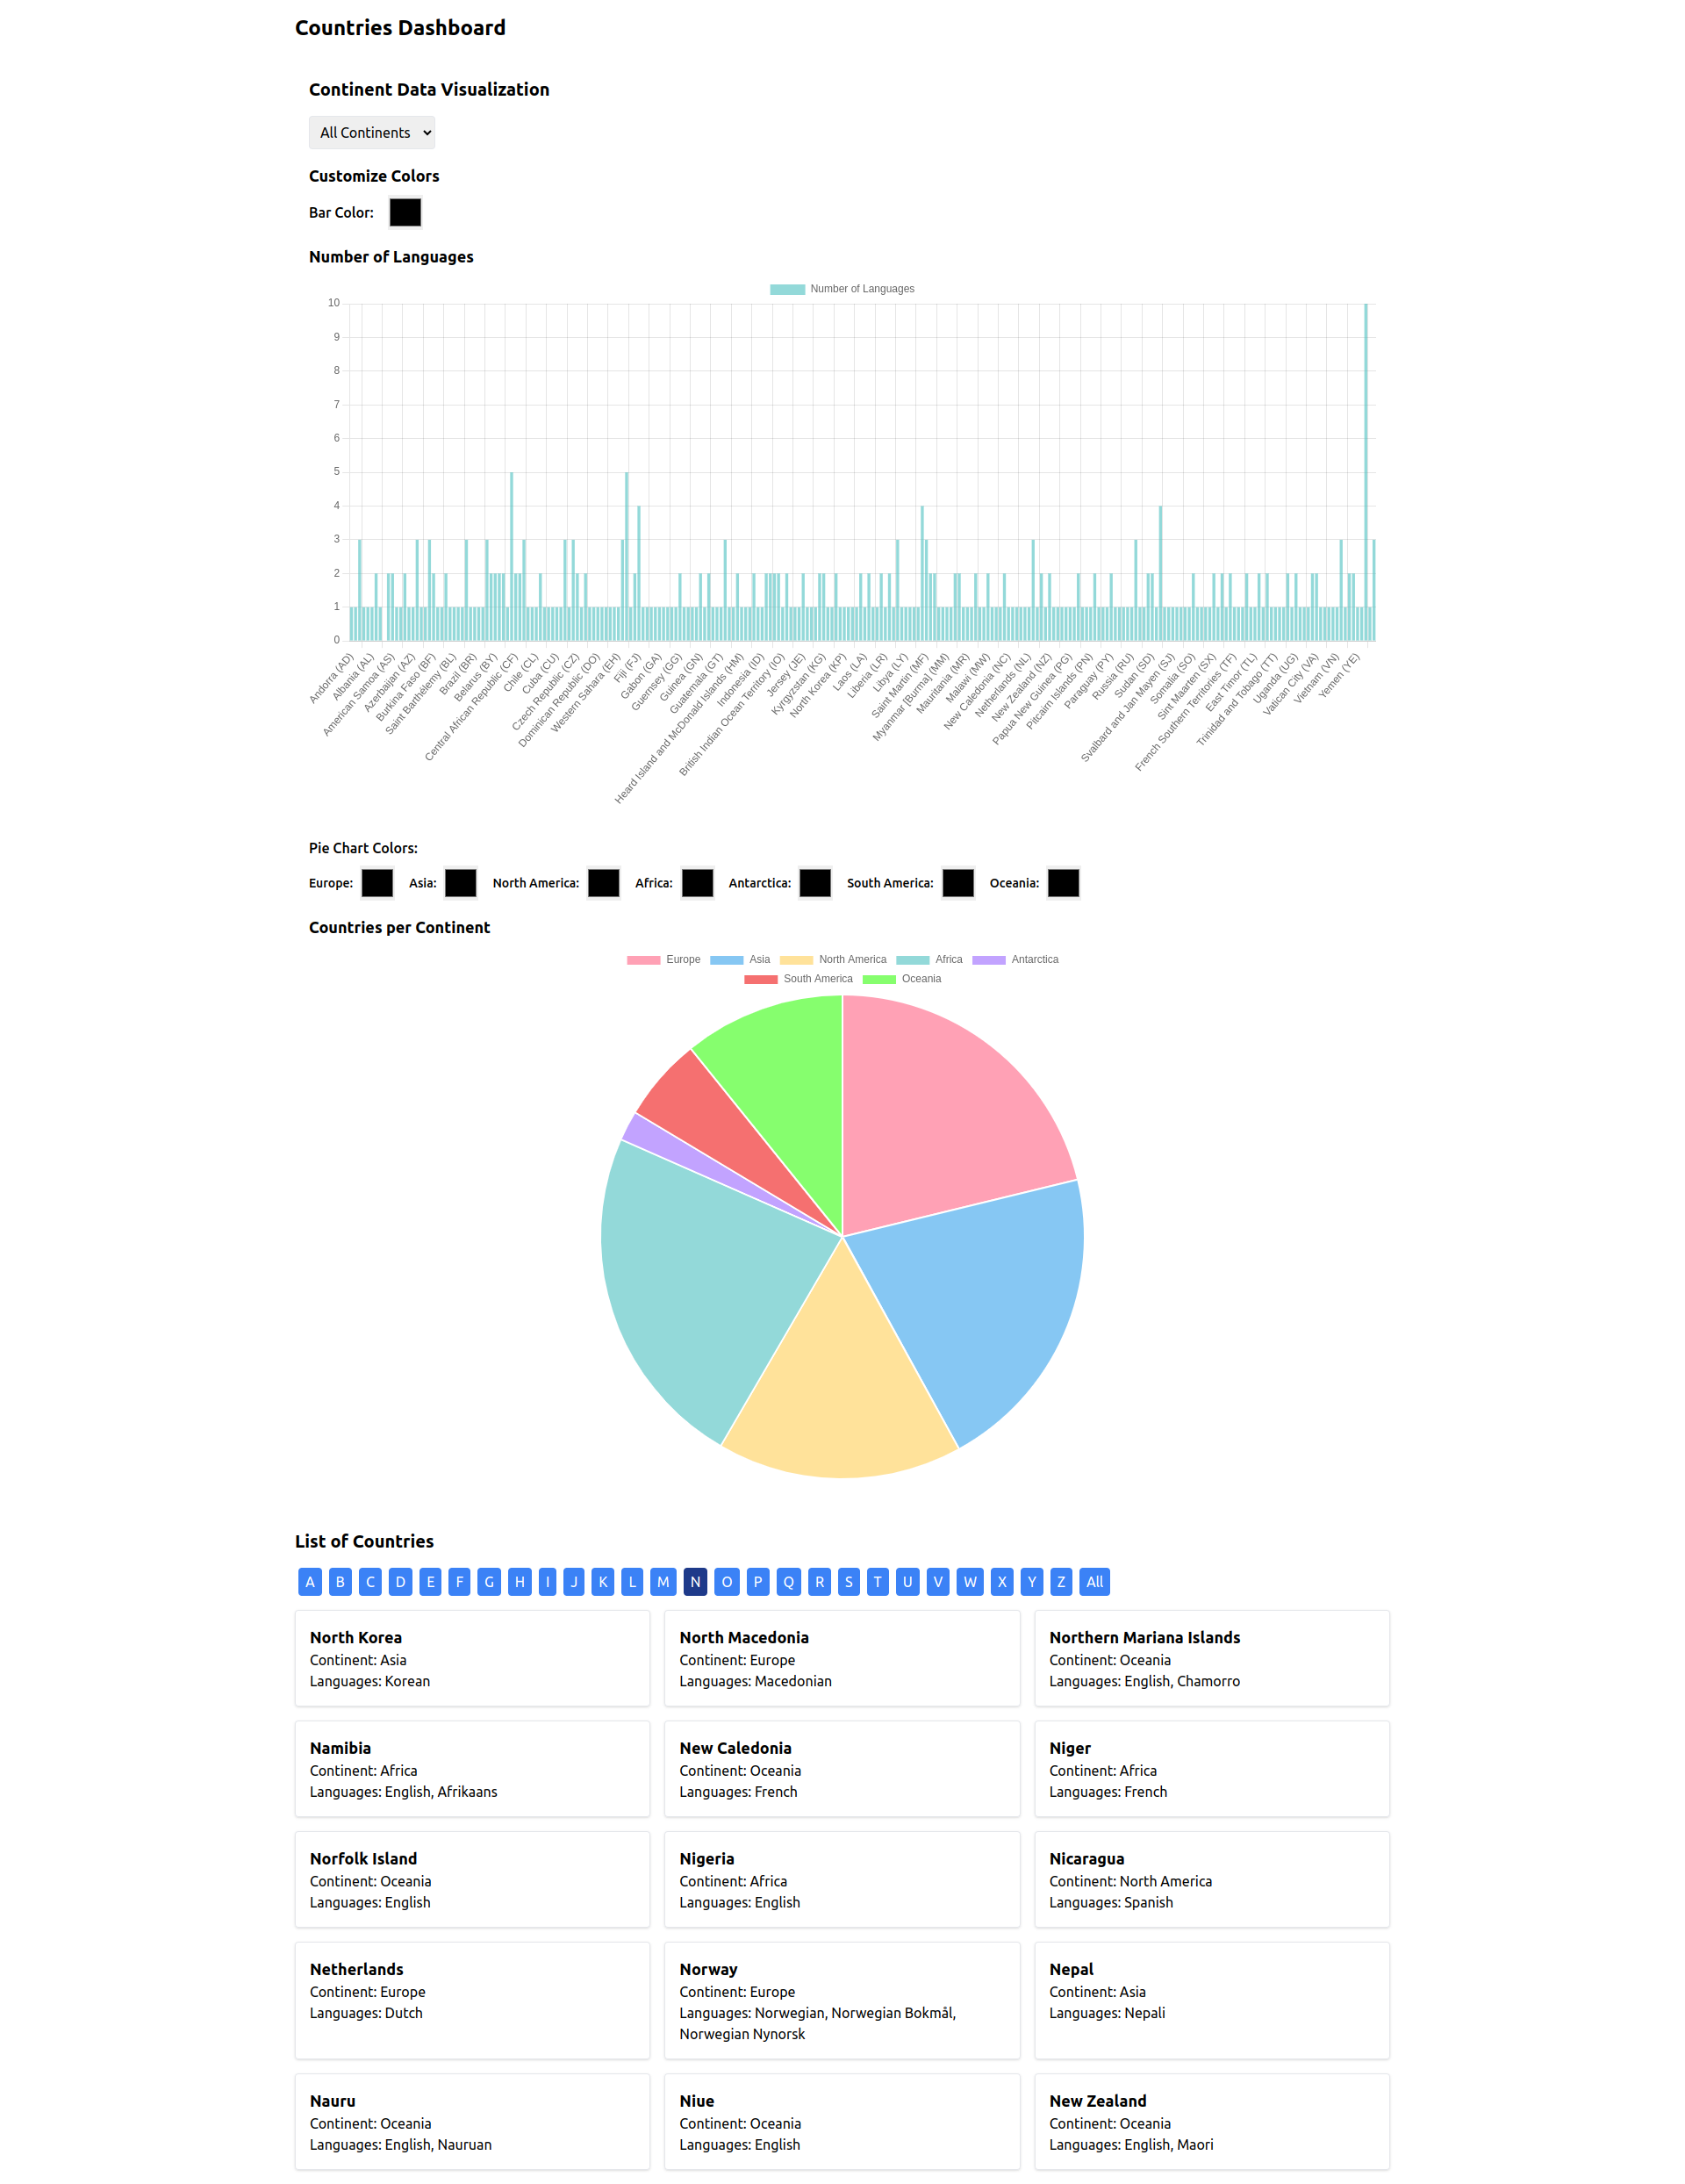 Countries Dashboard
Continent Data Visualization
All Continents
Customize Colors
Bar Color:
Number of Languages
Number of Languages
10
9
8
7
6
5
4
3
2
1
0
Andorra (AD)
Albania (AL)
American Samoa (AS)
Azerbaijan (AZ)
Burkina Faso (BF)
Saint Barthélemy (BL)
Brazil (BR)
Belarus (BY)
Central African Republic (CF)
Chile (CL)
Cuba (CU)
Czech Republic (CZ)
Dominican Republic (DO)
Western Sahara (EH)
Fiji (FJ)
Gabon (GA)
Guernsey (GG)
Guinea (GN)
Guatemala (GT)
Heard Island and McDonald Islands (HM)
Indonesia (ID)
British Indian Ocean Territory (IO)
Jersey (JE)
Kyrgyzstan (KG)
North Korea (KP)
Laos (LA)
Liberia (LR)
Libya (LY)
Saint Martin (MF)
Myanmar [Burma] (MM)
Mauritania (MR)
Malawi (MW)
New Caledonia (NC)
Netherlands (NL)
New Zealand (NZ)
Papua New Guinea (PG)
Pitcairn Islands (PN)
Paraguay (PY)
Russia (RU)
Sudan (SD)
Svalbard and Jan Mayen (SJ)
Somalia (SO)
Sint Maarten (SX)
French Southern Territories (TF)
East Timor (TL)
Trinidad and Tobago (TT)
Uganda (UG)
Vatican City (VA)
Vietnam (VN)
Yemen (YE)
Pie Chart Colors:
Europe: Asia: North America: Africa: Antarctica: South America: Oceania:
Countries per Continent
Europe Asia North America Africa Antarctica
South America Oceania
List of Countries
A B C D E F G H I J K L M N O P Q R S T U V W X Y Z All
North Korea
Continent: Asia
Languages: Korean
North Macedonia
Continent: Europe
Languages: Macedonian
Northern Mariana Islands
Continent: Oceania
Languages: English, Chamorro
Namibia
Continent: Africa
Languages: English, Afrikaans
New Caledonia
Continent: Oceania
Languages: French
Niger
Continent: Africa
Languages: French
Norfolk Island
Continent: Oceania
Languages: English
Nigeria
Continent: Africa
Languages: English
Nicaragua
Continent: North America
Languages: Spanish
Netherlands
Continent: Europe
Languages: Dutch
Norway
Continent: Europe
Languages: Norwegian, Norwegian Bokmål,
Norwegian Nynorsk
Nepal
Continent: Asia
Languages: Nepali
Nauru
Continent: Oceania
Languages: English, Nauruan
Niue
Continent: Oceania
Languages: English
New Zealand
Continent: Oceania
Languages: English, Maori